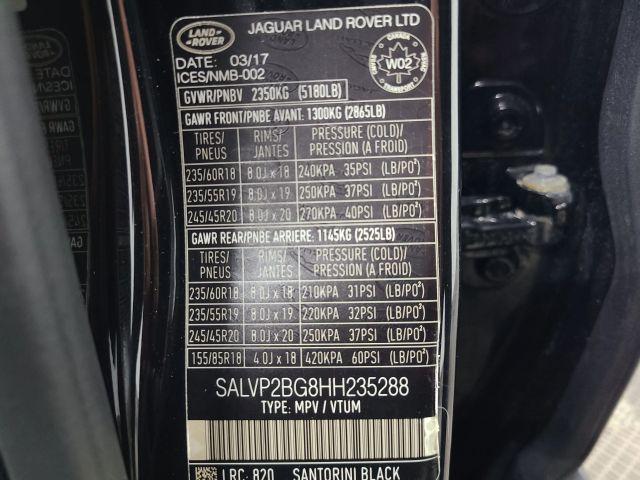 LAND ROVER
JAGUAR LAND ROVER LTD
DATE: 03/17
ICES/NMB-002
CANADA
W02
GVWR/PNBV 2350KG (5180LB)
GAWR FRONT/PNBE AVANT: 1300KG (2865LB)
TIRES/ RIMS/ PRESSURE (COLD)/
PNEUS JANTES PRESSION (A FROID)
235/60R18 8.0J x 18 240KPA 35PSI (LB/PO²)
235/55R19 8.0J x 19 250KPA 37PSI (LB/PO²)
245/45R20 8.0J x 20 270KPA 40PSI (LB/PO²)
GAWR REAR/PNBE ARRIERE: 1145KG (2525LB)
TIRES/ RIMS/ PRESSURE (COLD)/
PNEUS JANTES PRESSION (A FROID)
235/60R18 8.0J x 18 210KPA 31PSI (LB/PO²)
235/55R19 8.0J x 19 220KPA 32PSI (LB/PO²)
245/45R20 8.0J x 20 250KPA 37PSI (LB/PO²)
155/85R18 4.0J x 18 420KPA 60PSI (LB/PO²)
SALVP2BG8HH235288
TYPE: MPV / VTUM
LRC: 820 SANTORINI BLACK